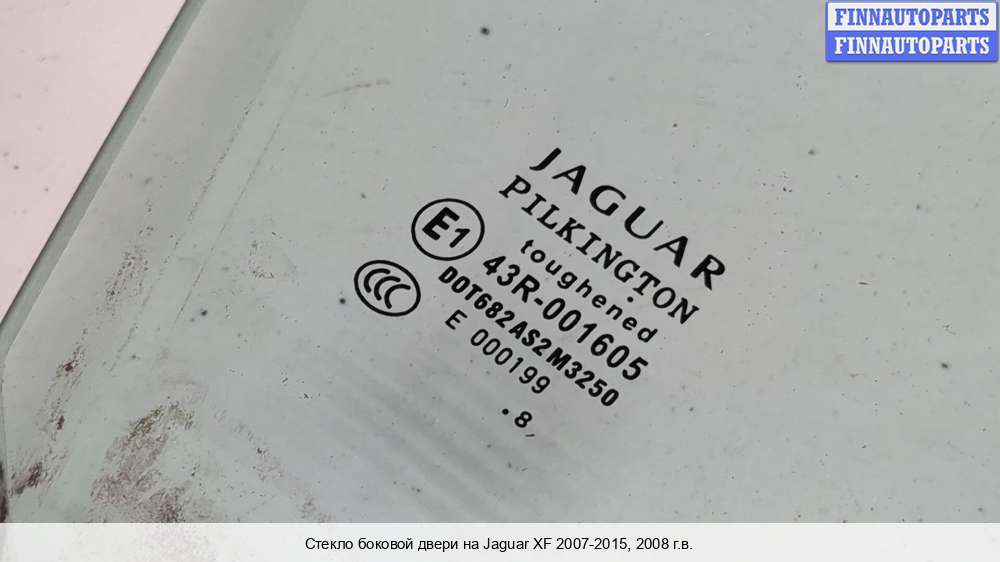 FINNAUTOPARTS
FINNAUTOPARTS
JAGUAR
PILKINGTON
toughened
E1
43R-001605
CCC
DOT682AS2M3250
E 000199
.8
Стекло боковой двери на Jaguar XF 2007-2015, 2008 г.в.